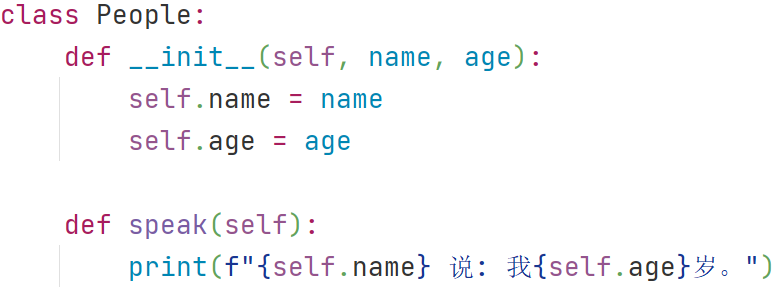 class People:
    def __init__(self, name, age):
        self.name = name
        self.age = age

    def speak(self):
        print(f"{self.name} 说: 我{self.age}岁。")